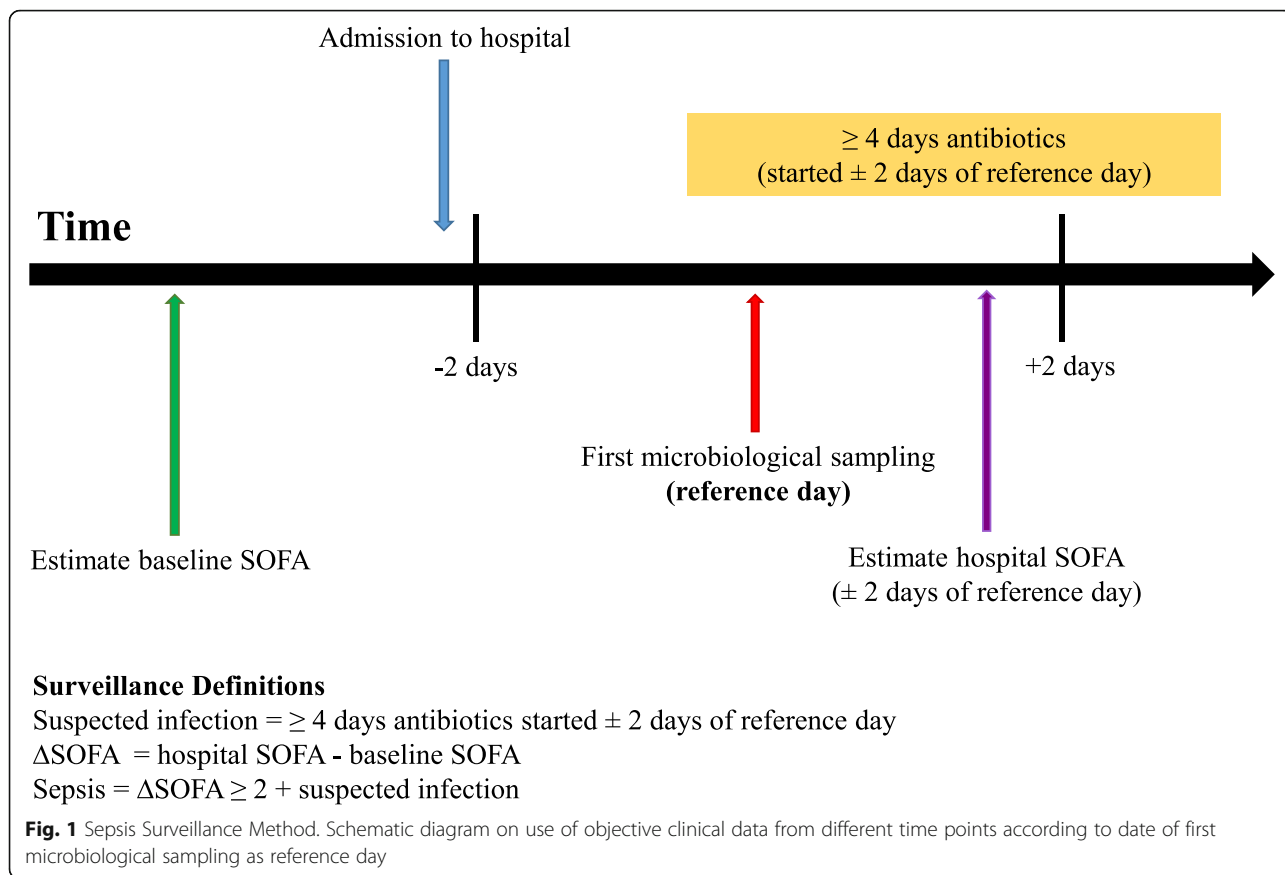 Admission to hospital
≥ 4 days antibiotics
(started ± 2 days of reference day)
Time
-2 days
+2 days
First microbiological sampling
(reference day)
Estimate baseline SOFA
Estimate hospital SOFA
(± 2 days of reference day)
Surveillance Definitions
Suspected infection = ≥ 4 days antibiotics started ± 2 days of reference day
ΔSOFA = hospital SOFA - baseline SOFA
Sepsis = ΔSOFA ≥ 2 + suspected infection
Fig. 1 Sepsis Surveillance Method. Schematic diagram on use of objective clinical data from different time points according to date of first
microbiological sampling as reference day